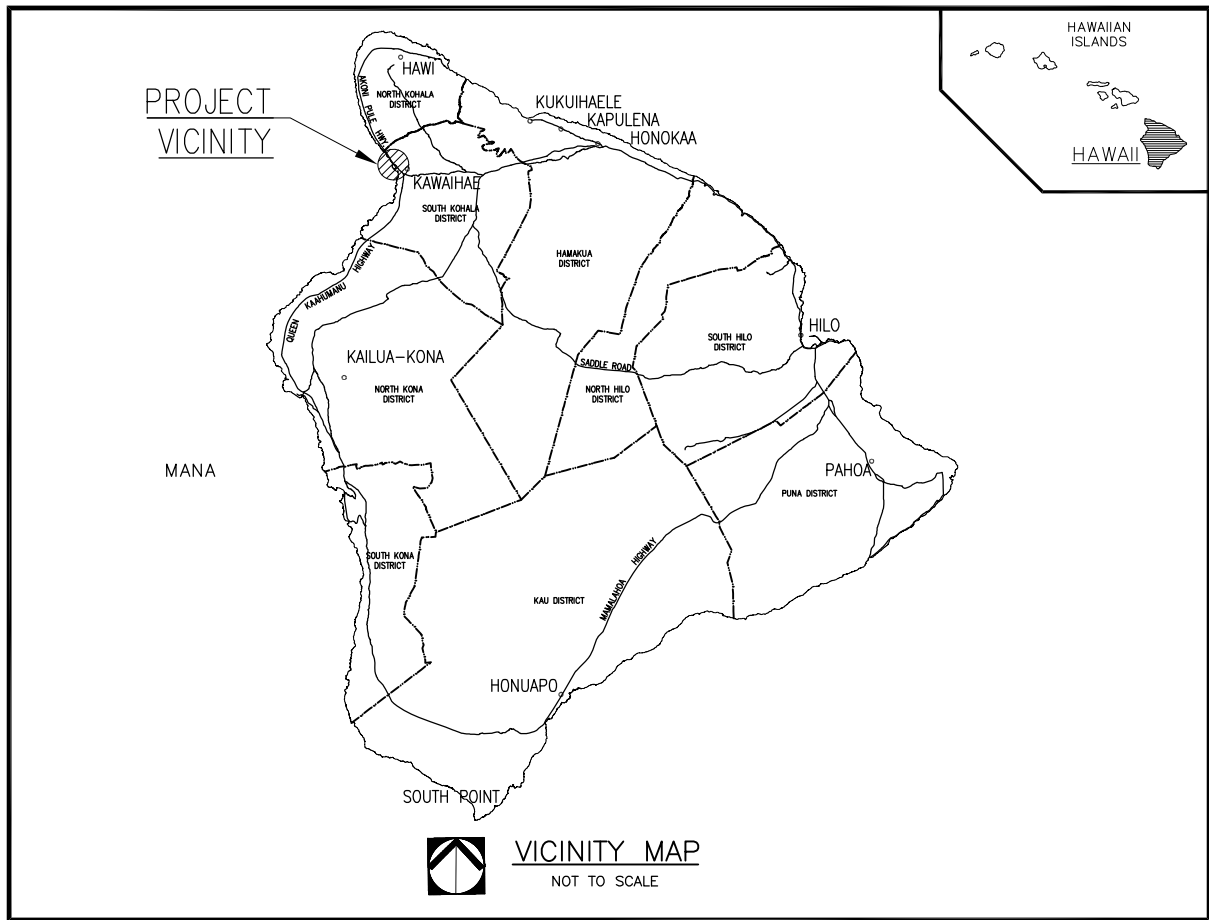 HAWAIIAN
ISLANDS
HAWAII
PROJECT
VICINITY
HAWI
NORTH KOHALA
DISTRICT
AKONI PULE HWY
KUKUIHAELE
KAPULENA
HONOKAA
KAWAIHAE
SOUTH KOHALA
DISTRICT
HAMAKUA
DISTRICT
QUEEN KAAHUMANU HIGHWAY
HILO
SOUTH HILO
DISTRICT
KAILUA-KONA
SADDLE ROAD
NORTH KONA
DISTRICT
NORTH HILO
DISTRICT
MANA
PAHOA
PUNA DISTRICT
SOUTH KONA
DISTRICT
MAMALAHOA HIGHWAY
KAU DISTRICT
HONUAPO
SOUTH POINT
VICINITY MAP
NOT TO SCALE